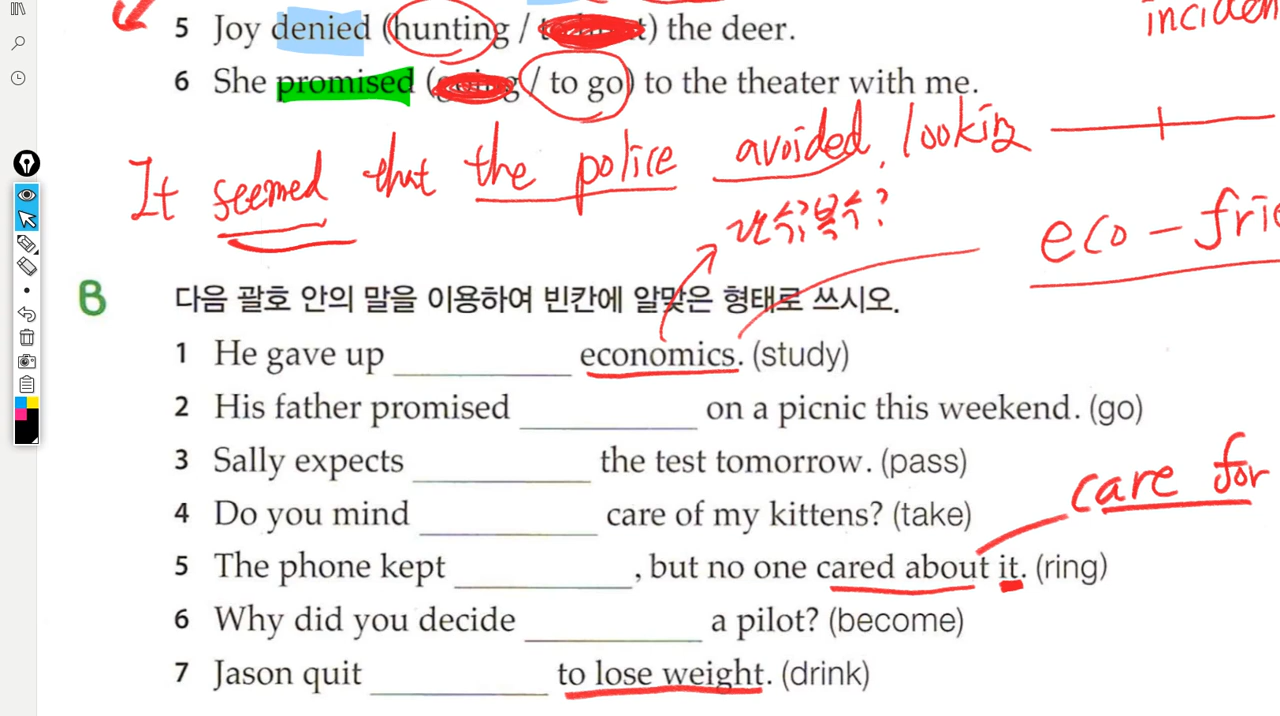 incident
5 Joy denied (hunting / ) the deer.
6 She promised (going / to go) to the theater with me.
It seemed that the police avoided looking
단수? 복수?
eco-frie
B 다음 괄호 안의 말을 이용하여 빈칸에 알맞은 형태로 쓰시오.
1 He gave up __________ economics. (study)
2 His father promised __________ on a picnic this weekend. (go)
3 Sally expects __________ the test tomorrow. (pass)
care for
4 Do you mind __________ care of my kittens? (take)
5 The phone kept __________, but no one cared about it. (ring)
6 Why did you decide __________ a pilot? (become)
7 Jason quit __________ to lose weight. (drink)